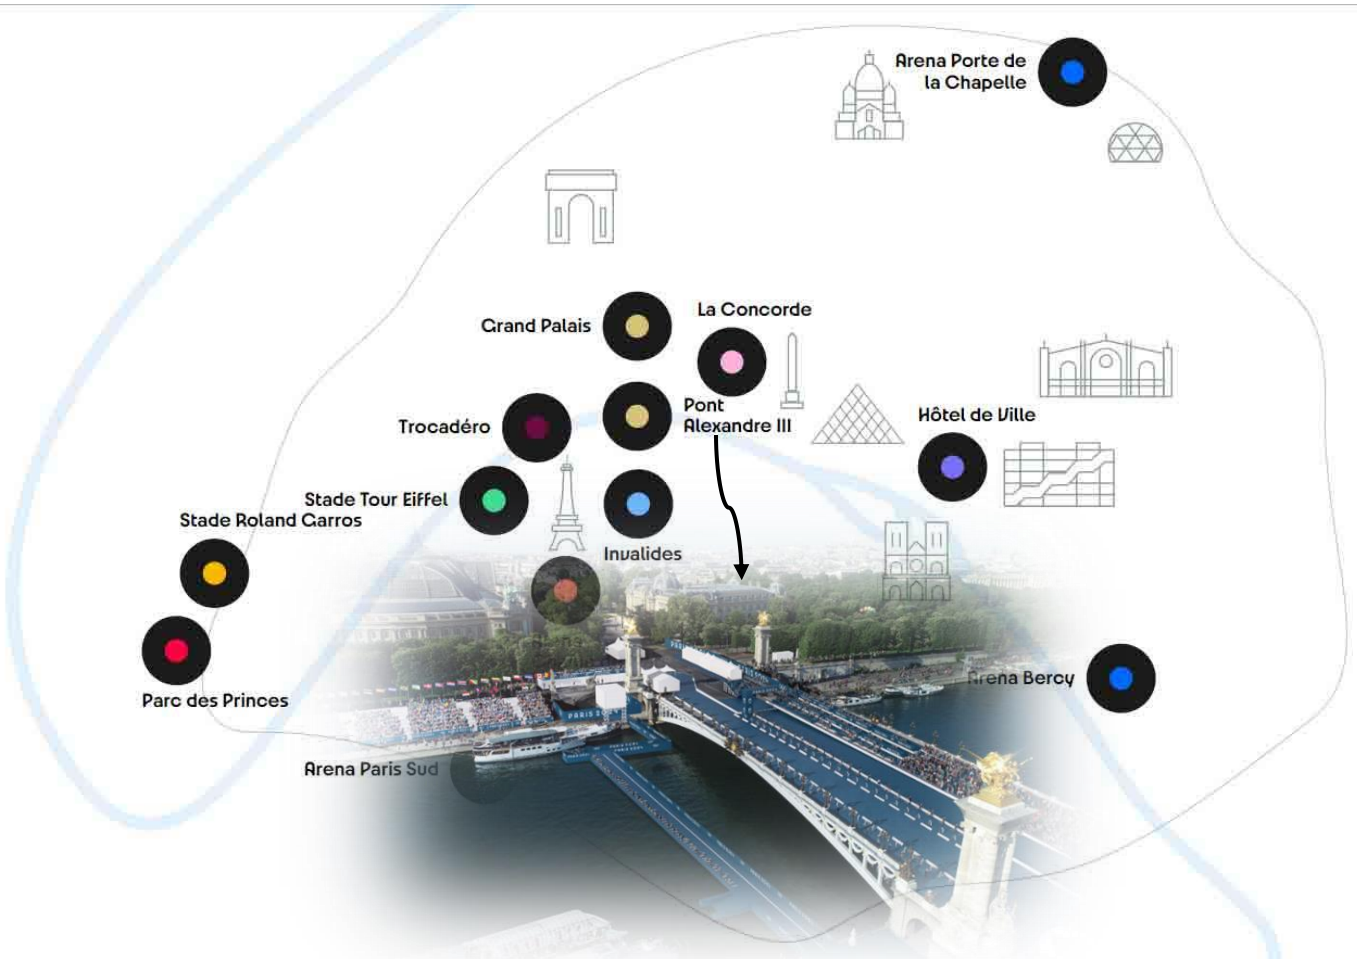 Arena Porte de
la Chapelle
La Concorde
Grand Palais
Pont
Alexandre III
Hôtel de Ville
Trocadéro
Stade Tour Eiffel
Stade Roland Garros
Invalides
Arena Bercy
Parc des Princes
Arena Paris Sud